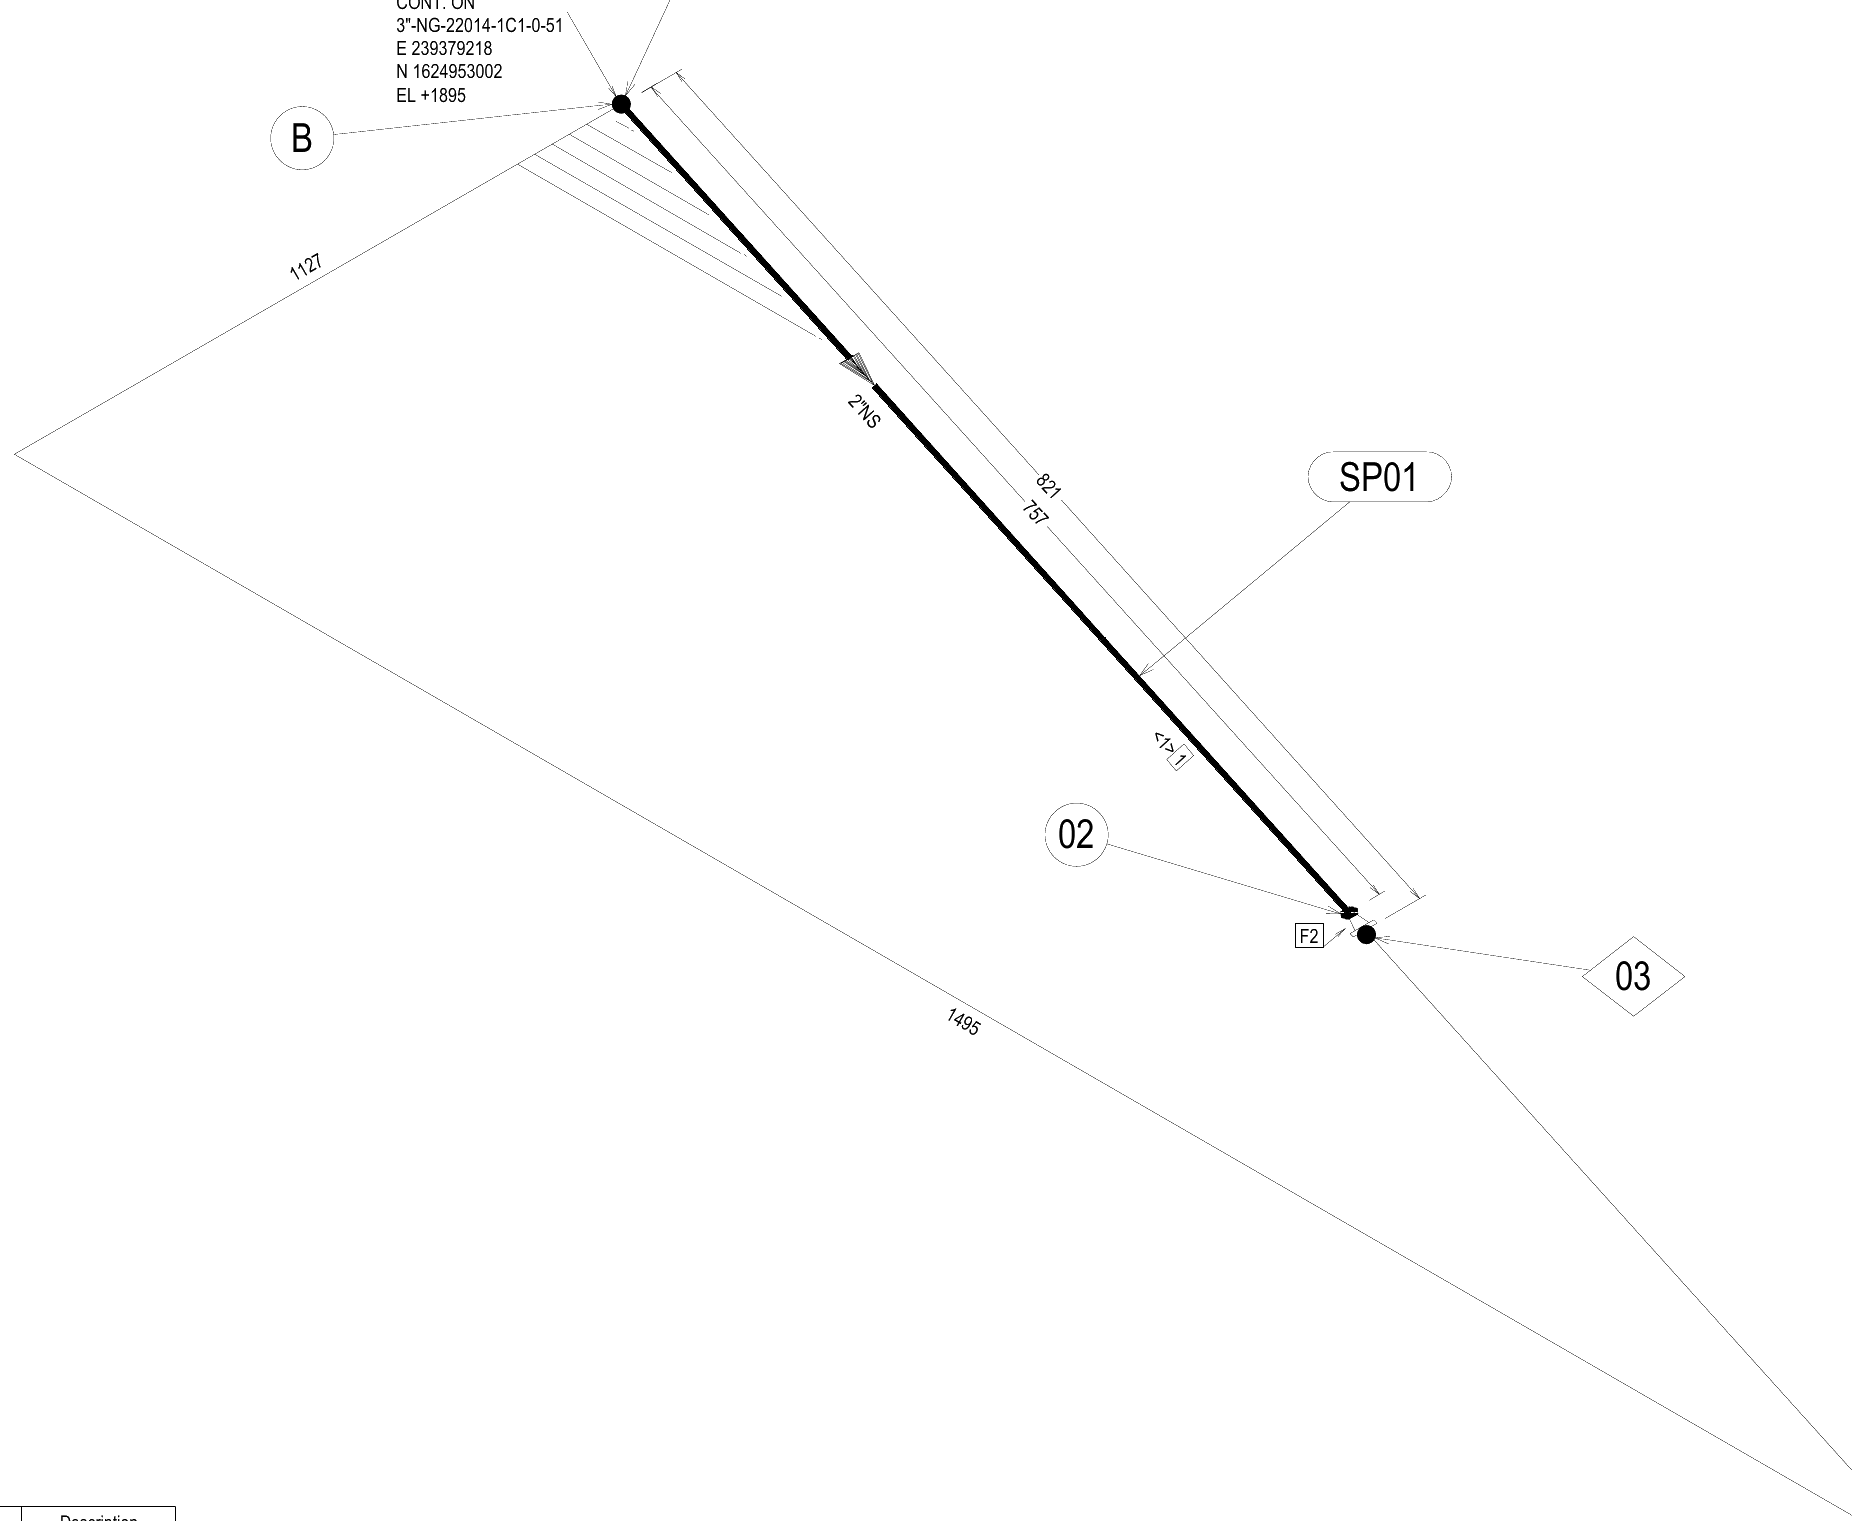 CONT. ON
3"-NG-22014-1C1-0-51
E 239379218
N 1624953002
EL +1895
B
1127
2"NS
821
757
SP01
<1> 1
02
F2
03
1495
Description